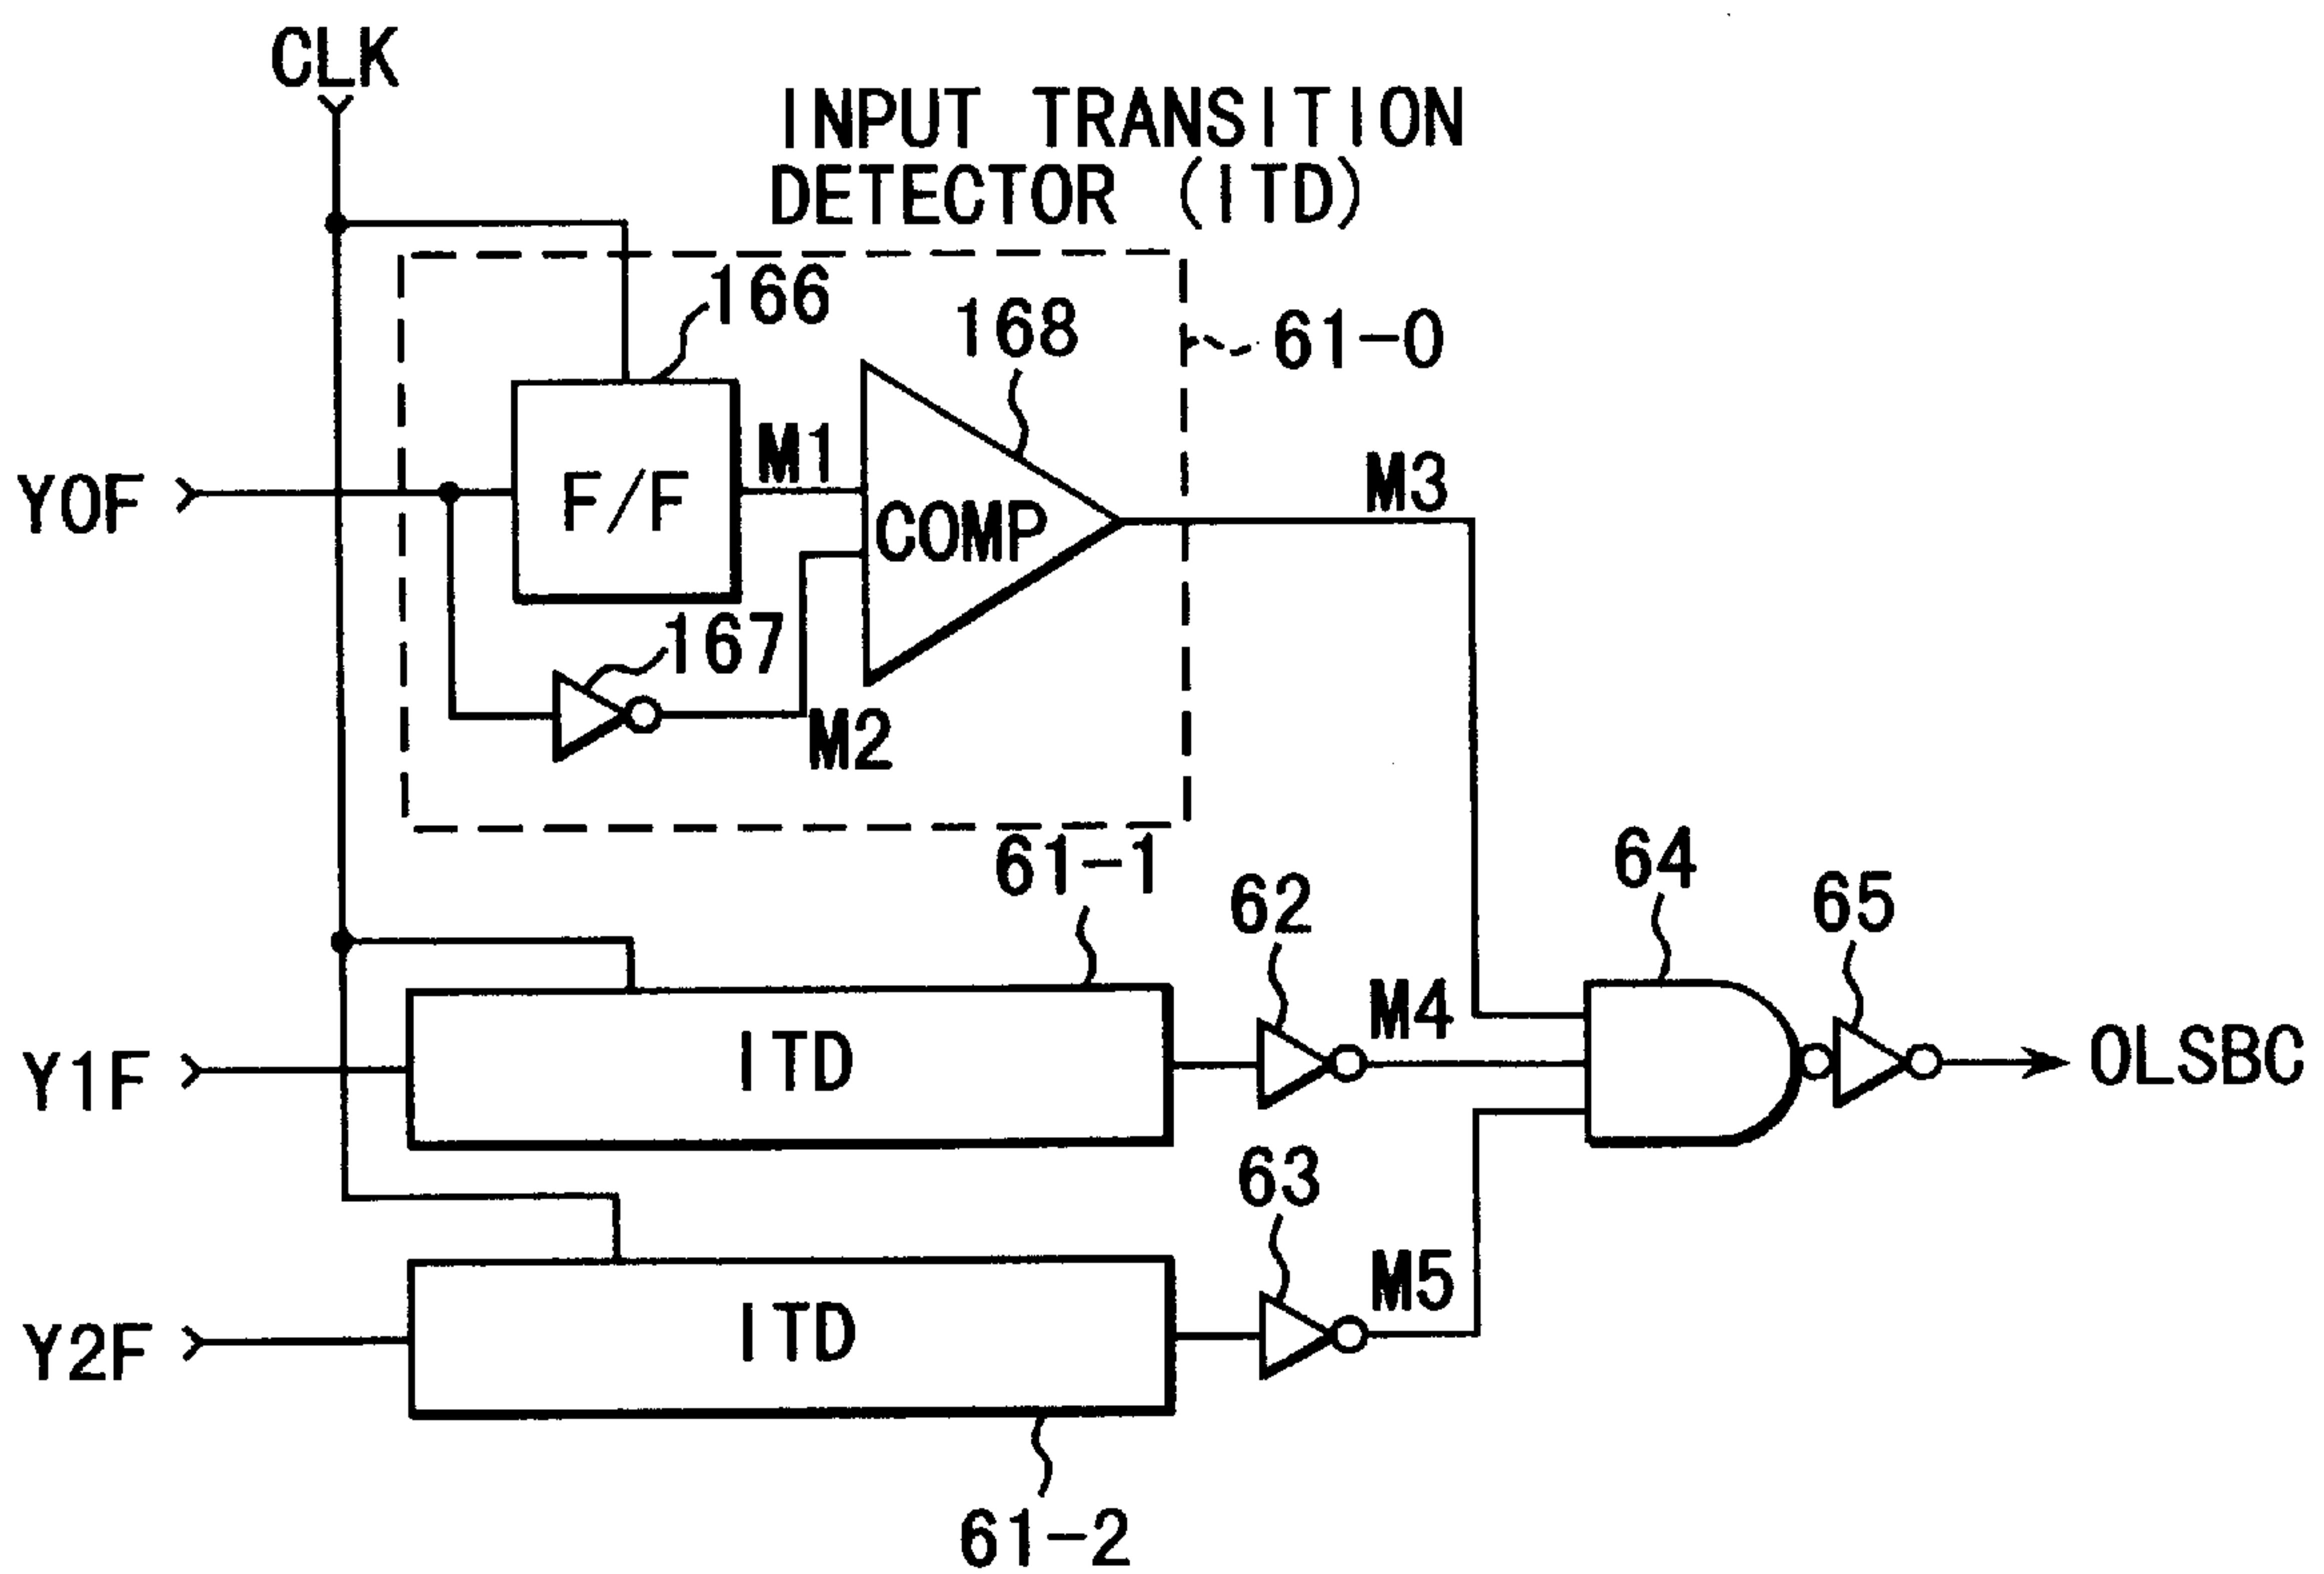 CLK
INPUT TRANSITION
DETECTOR (ITD)
166
168
61-0
Y0F
F/F
M1
COMP
M3
167
M2
61-1
62
64
65
Y1F
ITD
M4
OLSBC
63
Y2F
ITD
M5
61-2